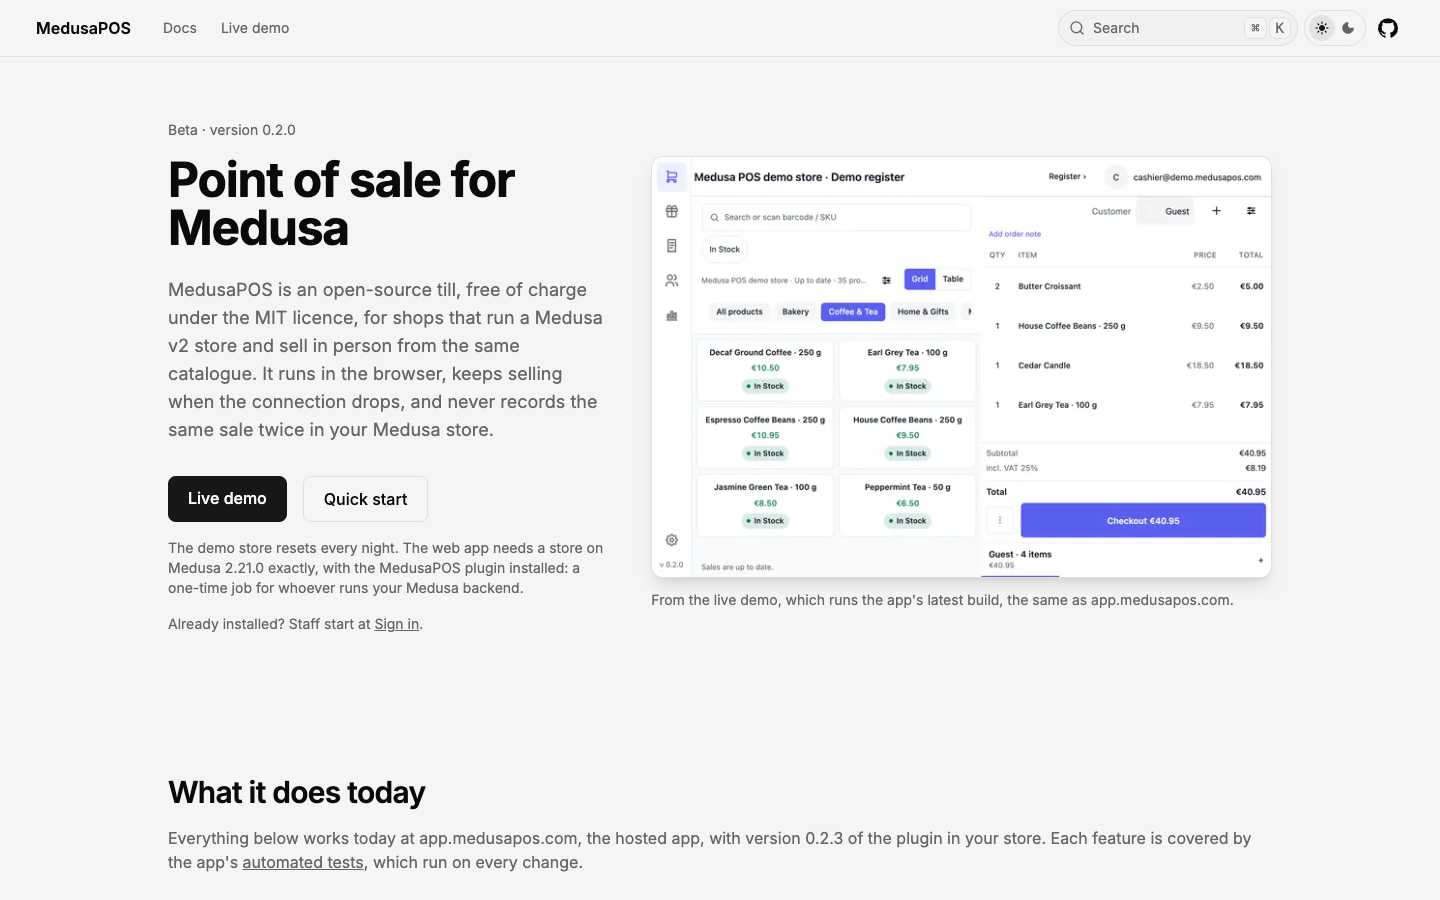 MedusaPOS
Docs
Live demo
Search
⌘ K
Beta · version 0.2.0
Point of sale for
Medusa
MedusaPOS is an open-source till, free of charge
under the MIT licence, for shops that run a Medusa
v2 store and sell in person from the same
catalogue. It runs in the browser, keeps selling
when the connection drops, and never records the
same sale twice in your Medusa store.
Live demo
Quick start
The demo store resets every night. The web app needs a store on
Medusa 2.21.0 exactly, with the MedusaPOS plugin installed: a
one-time job for whoever runs your Medusa backend.
Already installed? Staff start at Sign in.
Medusa POS demo store · Demo register
Register ›
C
cashier@demo.medusapos.com
Search or scan barcode / SKU
In Stock
Medusa POS demo store · Up to date · 35 pro...
Grid
Table
All products
Bakery
Coffee & Tea
Home & Gifts
Decaf Ground Coffee · 250 g
€10.50
In Stock
Earl Grey Tea · 100 g
€7.95
In Stock
Espresso Coffee Beans · 250 g
€10.95
In Stock
House Coffee Beans · 250 g
€9.50
In Stock
Jasmine Green Tea · 100 g
€8.50
In Stock
Peppermint Tea · 50 g
€6.50
In Stock
v 0.2.0
Sales are up to date.
Customer
Guest
Add order note
QTY ITEM PRICE TOTAL
2 Butter Croissant €2.50 €5.00
1 House Coffee Beans · 250 g €9.50 €9.50
1 Cedar Candle €18.50 €18.50
1 Earl Grey Tea · 100 g €7.95 €7.95
Subtotal €40.95
incl. VAT 25% €8.19
Total €40.95
Checkout €40.95
Guest · 4 items
€40.95
From the live demo, which runs the app's latest build, the same as app.medusapos.com.
What it does today
Everything below works today at app.medusapos.com, the hosted app, with version 0.2.3 of the plugin in your store. Each feature is covered by
the app's automated tests, which run on every change.